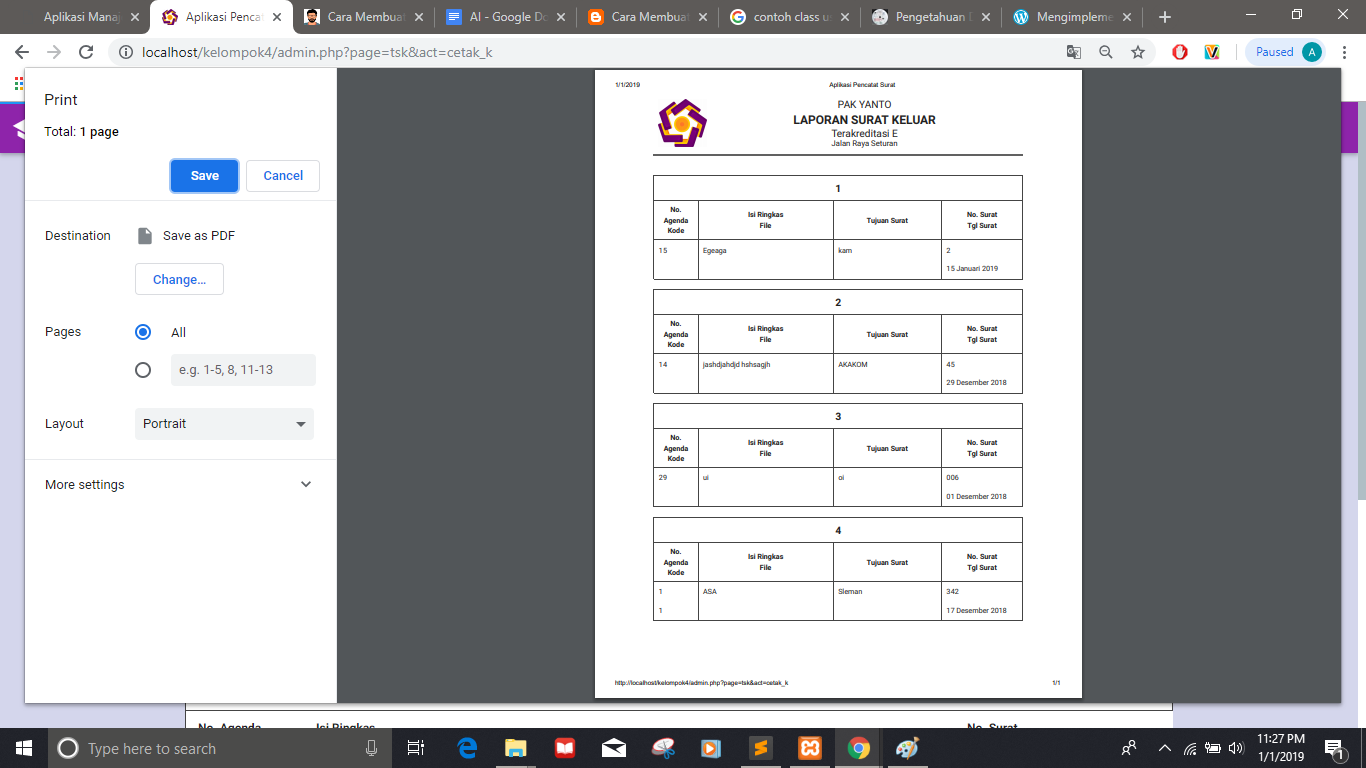 Aplikasi Manaj
Aplikasi Pencat
Cara Membuat
AI - Google Do
Cara Membuat
contoh class u
Pengetahuan D
Mengimpleme
localhost/kelompok4/admin.php?page=tsk&act=cetak_k
Paused
A
Print
Total: 1 page
Save
Cancel
Destination
Save as PDF
Change...
Pages
All
e.g. 1-5, 8, 11-13
Layout
Portrait
More settings
1/1/2019
Aplikasi Pencatat Surat
PAK YANTO
LAPORAN SURAT KELUAR
Terakreditasi E
Jalan Raya Seturan
1
No. Agenda Kode
Isi Ringkas File
Tujuan Surat
No. Surat Tgl Surat
15
Egeaga
kam
2
15 Januari 2019
2
No. Agenda Kode
Isi Ringkas File
Tujuan Surat
No. Surat Tgl Surat
14
jashdjahdjd hshsagjh
AKAKOM
45
29 Desember 2018
3
No. Agenda Kode
Isi Ringkas File
Tujuan Surat
No. Surat Tgl Surat
29
ui
oi
006
01 Desember 2018
4
No. Agenda Kode
Isi Ringkas File
Tujuan Surat
No. Surat Tgl Surat
1
ASA
Sleman
342
1
17 Desember 2018
http://localhost/kelompok4/admin.php?page=tsk&act=cetak_k
1/1
No. Agenda
Isi Ringkas
No. Surat
Type here to search
11:27 PM
1/1/2019
1